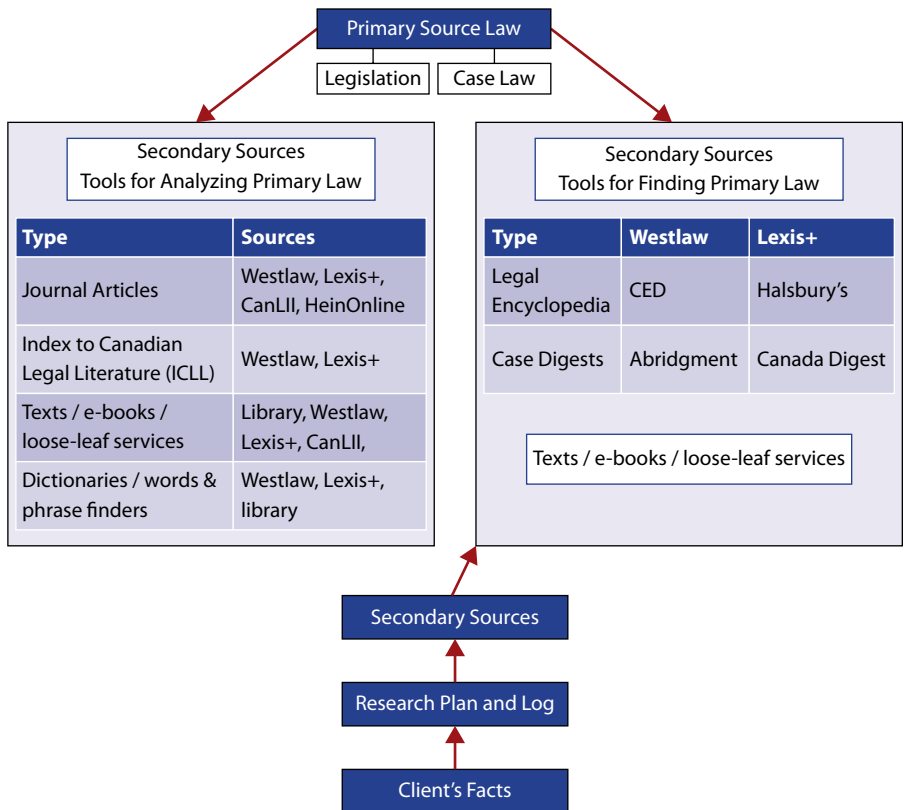 Primary Source Law
Legislation
Case Law
Secondary Sources
Tools for Analyzing Primary Law
Type Sources
Journal Articles
Westlaw, Lexis+,
CanLII, HeinOnline
Index to Canadian
Legal Literature (ICLL)
Westlaw, Lexis+
Texts / e-books /
loose-leaf services
Library, Westlaw,
Lexis+, CanLII,
Dictionaries / words &
phrase finders
Westlaw, Lexis+,
library
Secondary Sources
Tools for Finding Primary Law
Type Westlaw Lexis+
Legal
Encyclopedia
CED
Halsbury’s
Case Digests Abridgment Canada Digest
Texts / e-books / loose-leaf services
Secondary Sources
Research Plan and Log
Client’s Facts